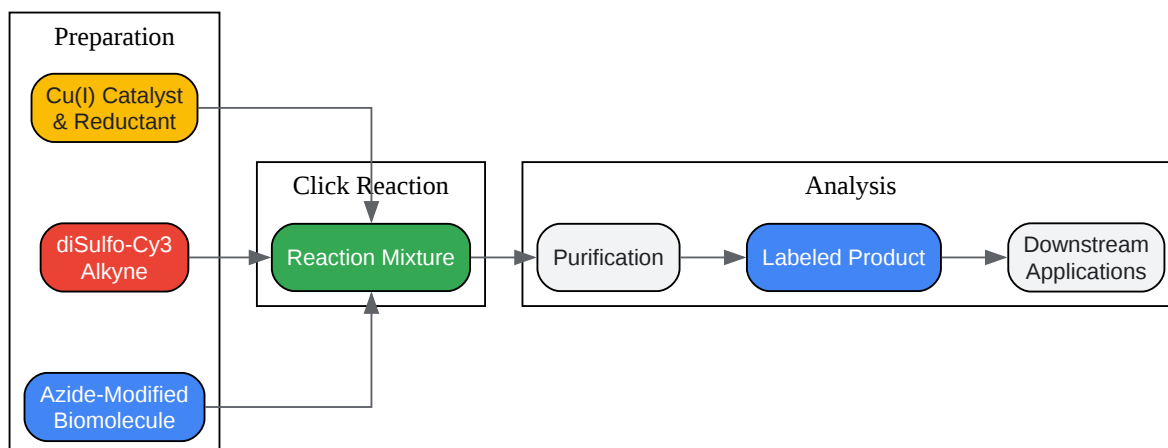 Preparation
Cu(I) Catalyst
& Reductant
diSulfo-Cy3
Alkyne
Azide-Modified
Biomolecule
Click Reaction
Reaction Mixture
Analysis
Purification
Labeled Product
Downstream
Applications